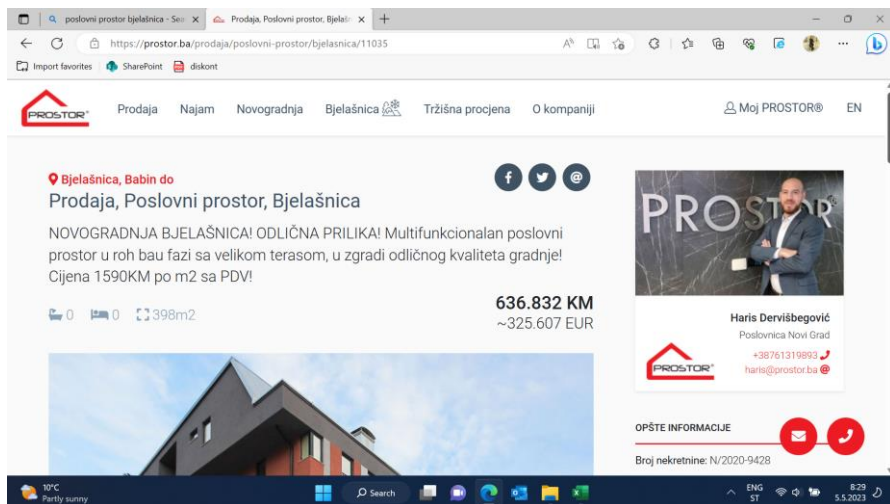 poslovni prostor bjelašnica - Sea
Prodaja, Poslovni prostor, Bjelaš
https://prostor.ba/prodaja/poslovni-prostor/bjelasnica/11035
Import favorites
SharePoint
diskont
PROSTOR
Prodaja
Najam
Novogradnja
Bjelašnica
Tržišna procjena
O kompaniji
Moj PROSTOR®
EN
Bjelašnica, Babin do
Prodaja, Poslovni prostor, Bjelašnica
NOVOGRADNJA BJELAŠNICA! ODLIČNA PRILIKA! Multifunkcionalan poslovni
prostor u roh bau fazi sa velikom terasom, u zgradi odličnog kvaliteta gradnje!
Cijena 1590KM po m2 sa PDV!
0
0
398m2
636.832 KM
~325.607 EUR
PROSTOR
Haris Dervišbegović
Poslovnica Novi Grad
+38761319893
haris@prostor.ba
PROSTOR
OPŠTE INFORMACIJE
Broj nekretnine: N/2020-9428
10°C
Partly sunny
Search
ENG
ST
8:29
5.5.2023